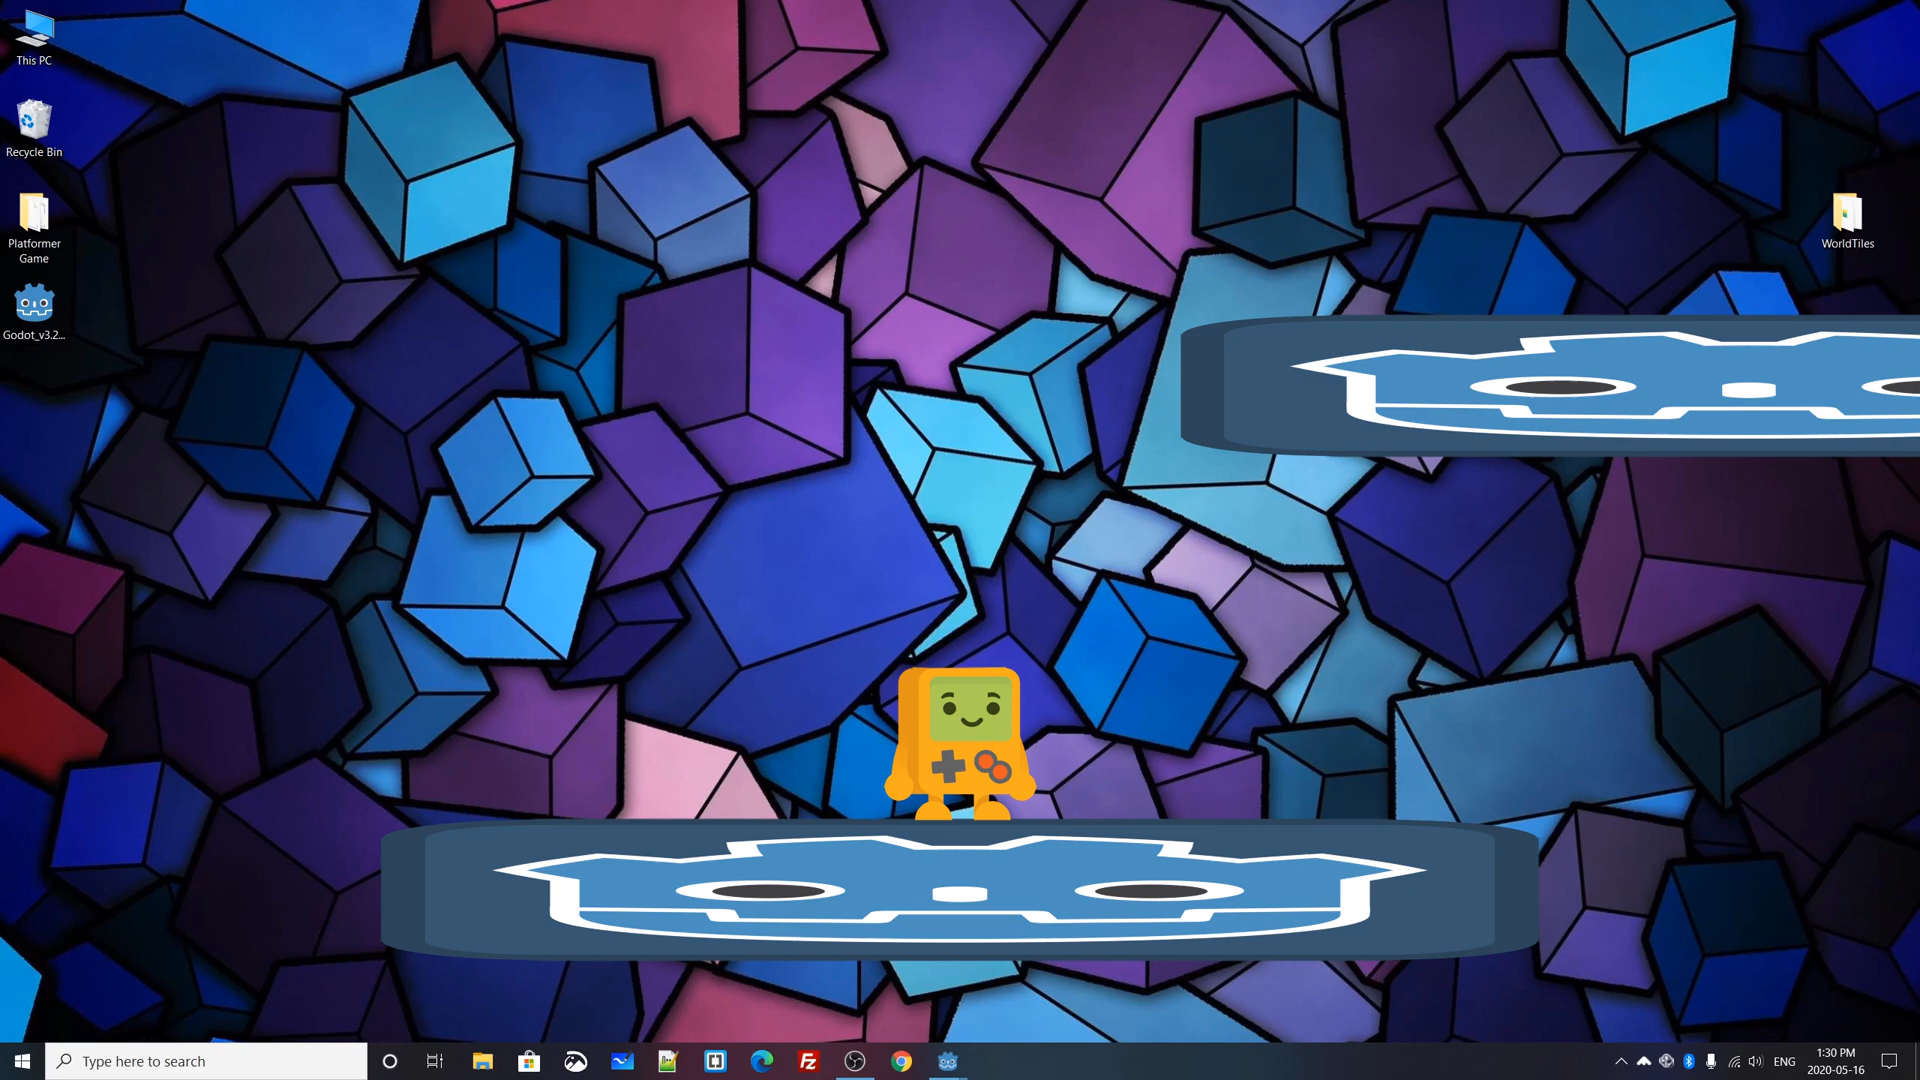 This PC
Recycle Bin
Platformer
Game
Godot_v3.2...
WorldTiles
Type here to search
ENG
1:30 PM
2020-05-16